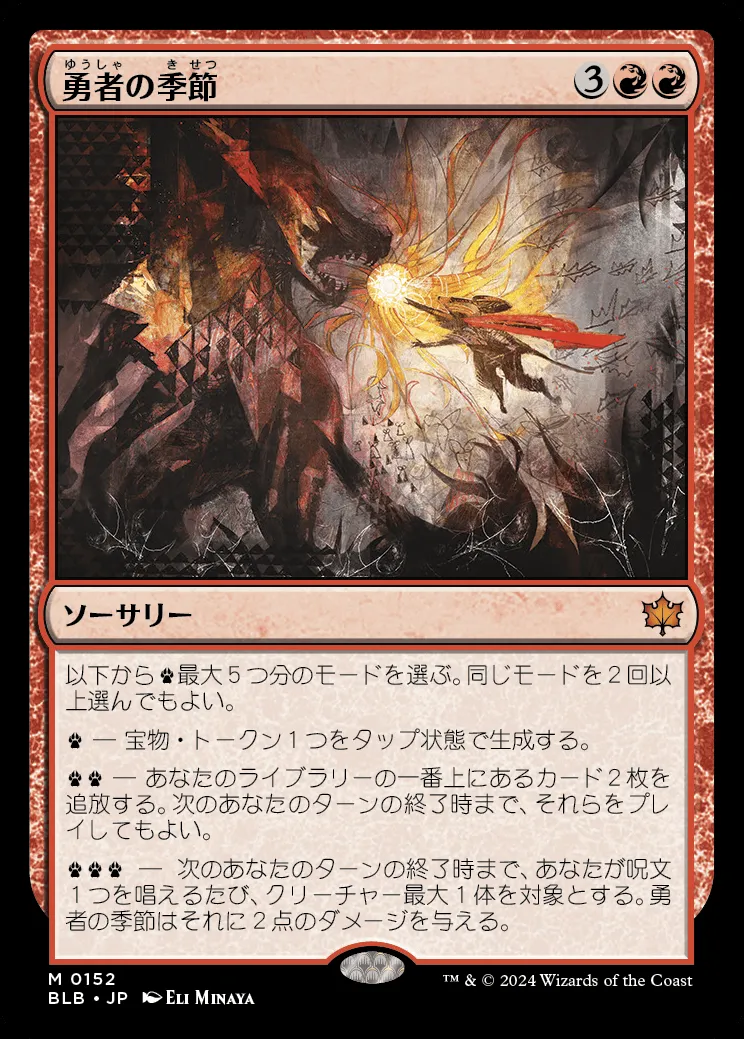 ゆうしゃ きせつ
勇者の季節 3
ソーサリー
以下から最大5つ分のモードを選ぶ。同じモードを2回以
上選んでもよい。
― 宝物・トークン1つをタップ状態で生成する。
― あなたのライブラリーの一番上にあるカード2枚を
追放する。次のあなたのターンの終了時まで、それらをプレ
イしてもよい。
― 次のあなたのターンの終了時まで、あなたが呪文
1つを唱えるたび、クリーチャー最大1体を対象とする。勇
者の季節はそれに2点のダメージを与える。
M 0152
BLB • JP Eli Minaya
™ & © 2024 Wizards of the Coast